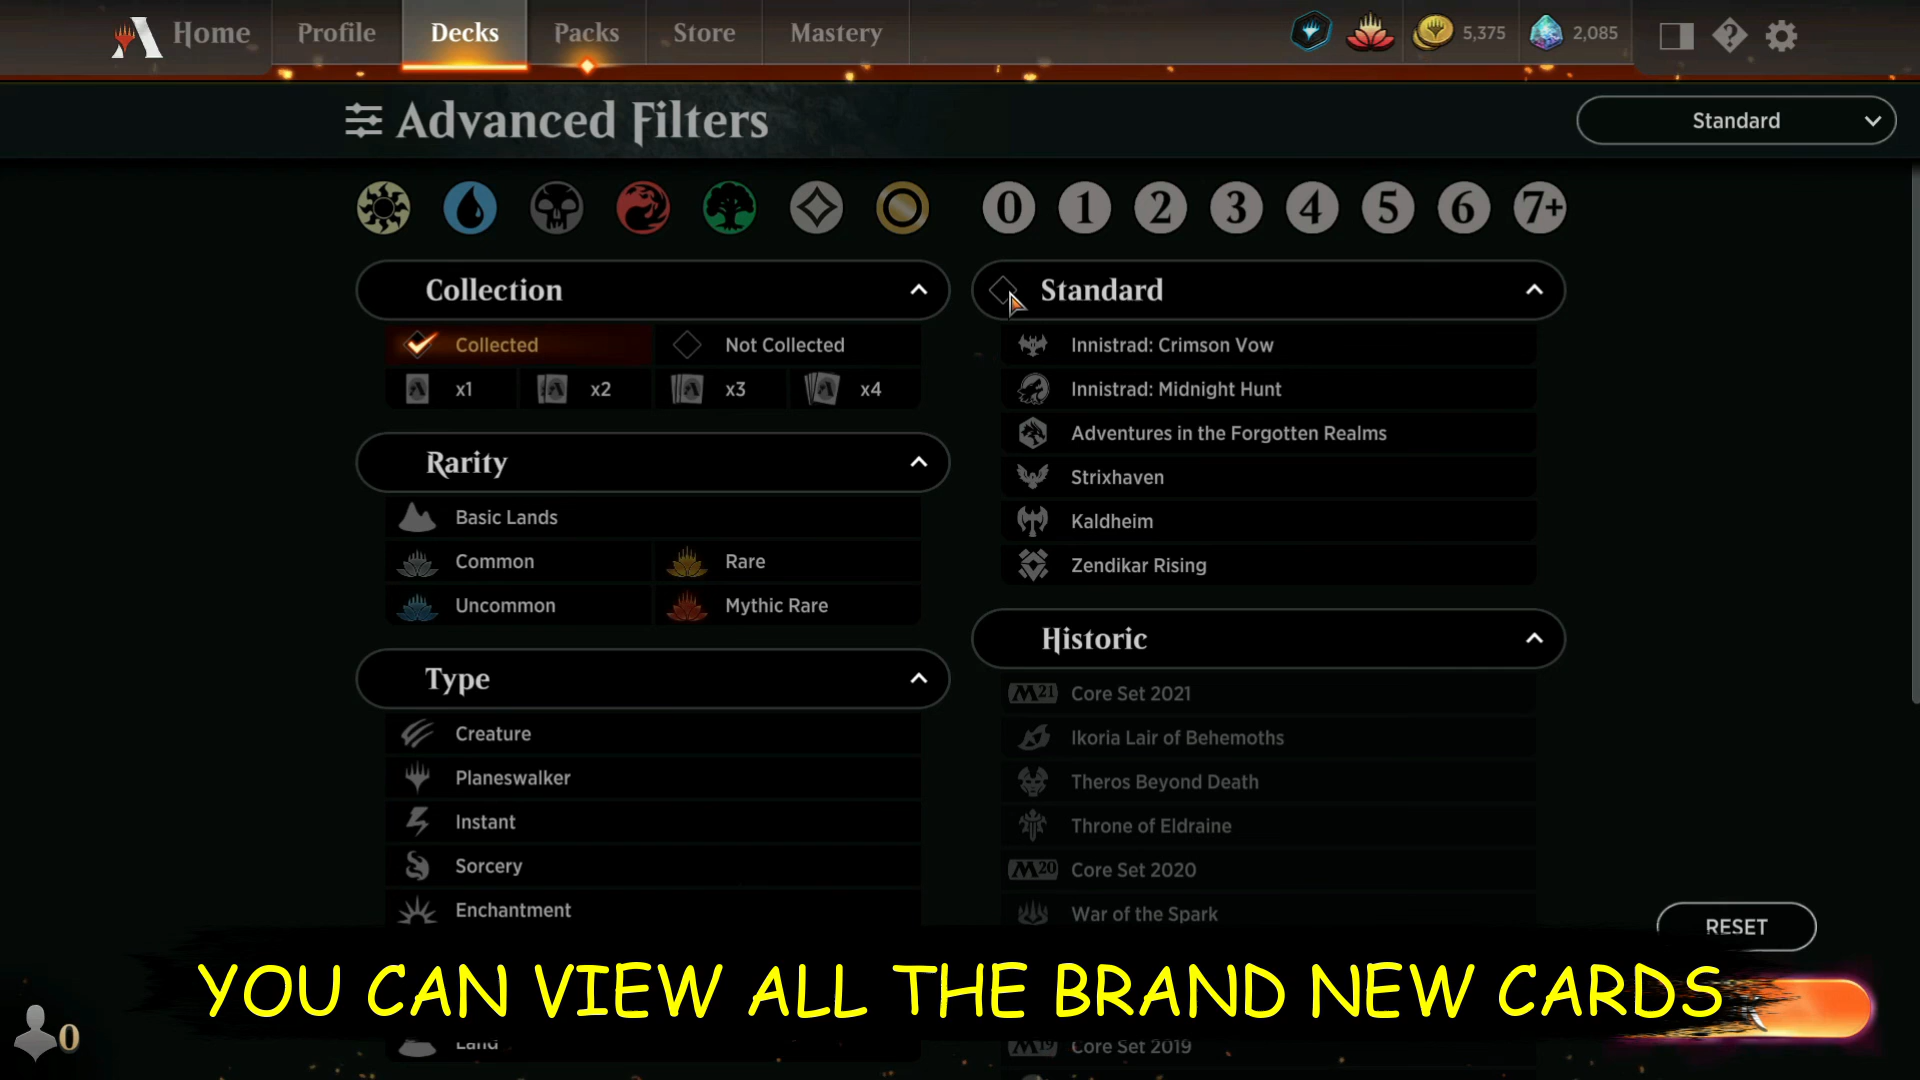 Home Profile Decks Packs Store Mastery 5,375 2,085
Advanced Filters
Standard
0 1 2 3 4 5 6 7+
Collection
Collected Not Collected
x1 x2 x3 x4
Rarity
Basic Lands
Common Rare
Uncommon Mythic Rare
Type
Creature
Planeswalker
Instant
Sorcery
Enchantment
Land
Standard
Innistrad: Crimson Vow
Innistrad: Midnight Hunt
Adventures in the Forgotten Realms
Strixhaven
Kaldheim
Zendikar Rising
Historic
M21 Core Set 2021
Ikoria Lair of Behemoths
Theros Beyond Death
Throne of Eldraine
M20 Core Set 2020
War of the Spark
M19 Core Set 2019
RESET
YOU CAN VIEW ALL THE BRAND NEW CARDS
0